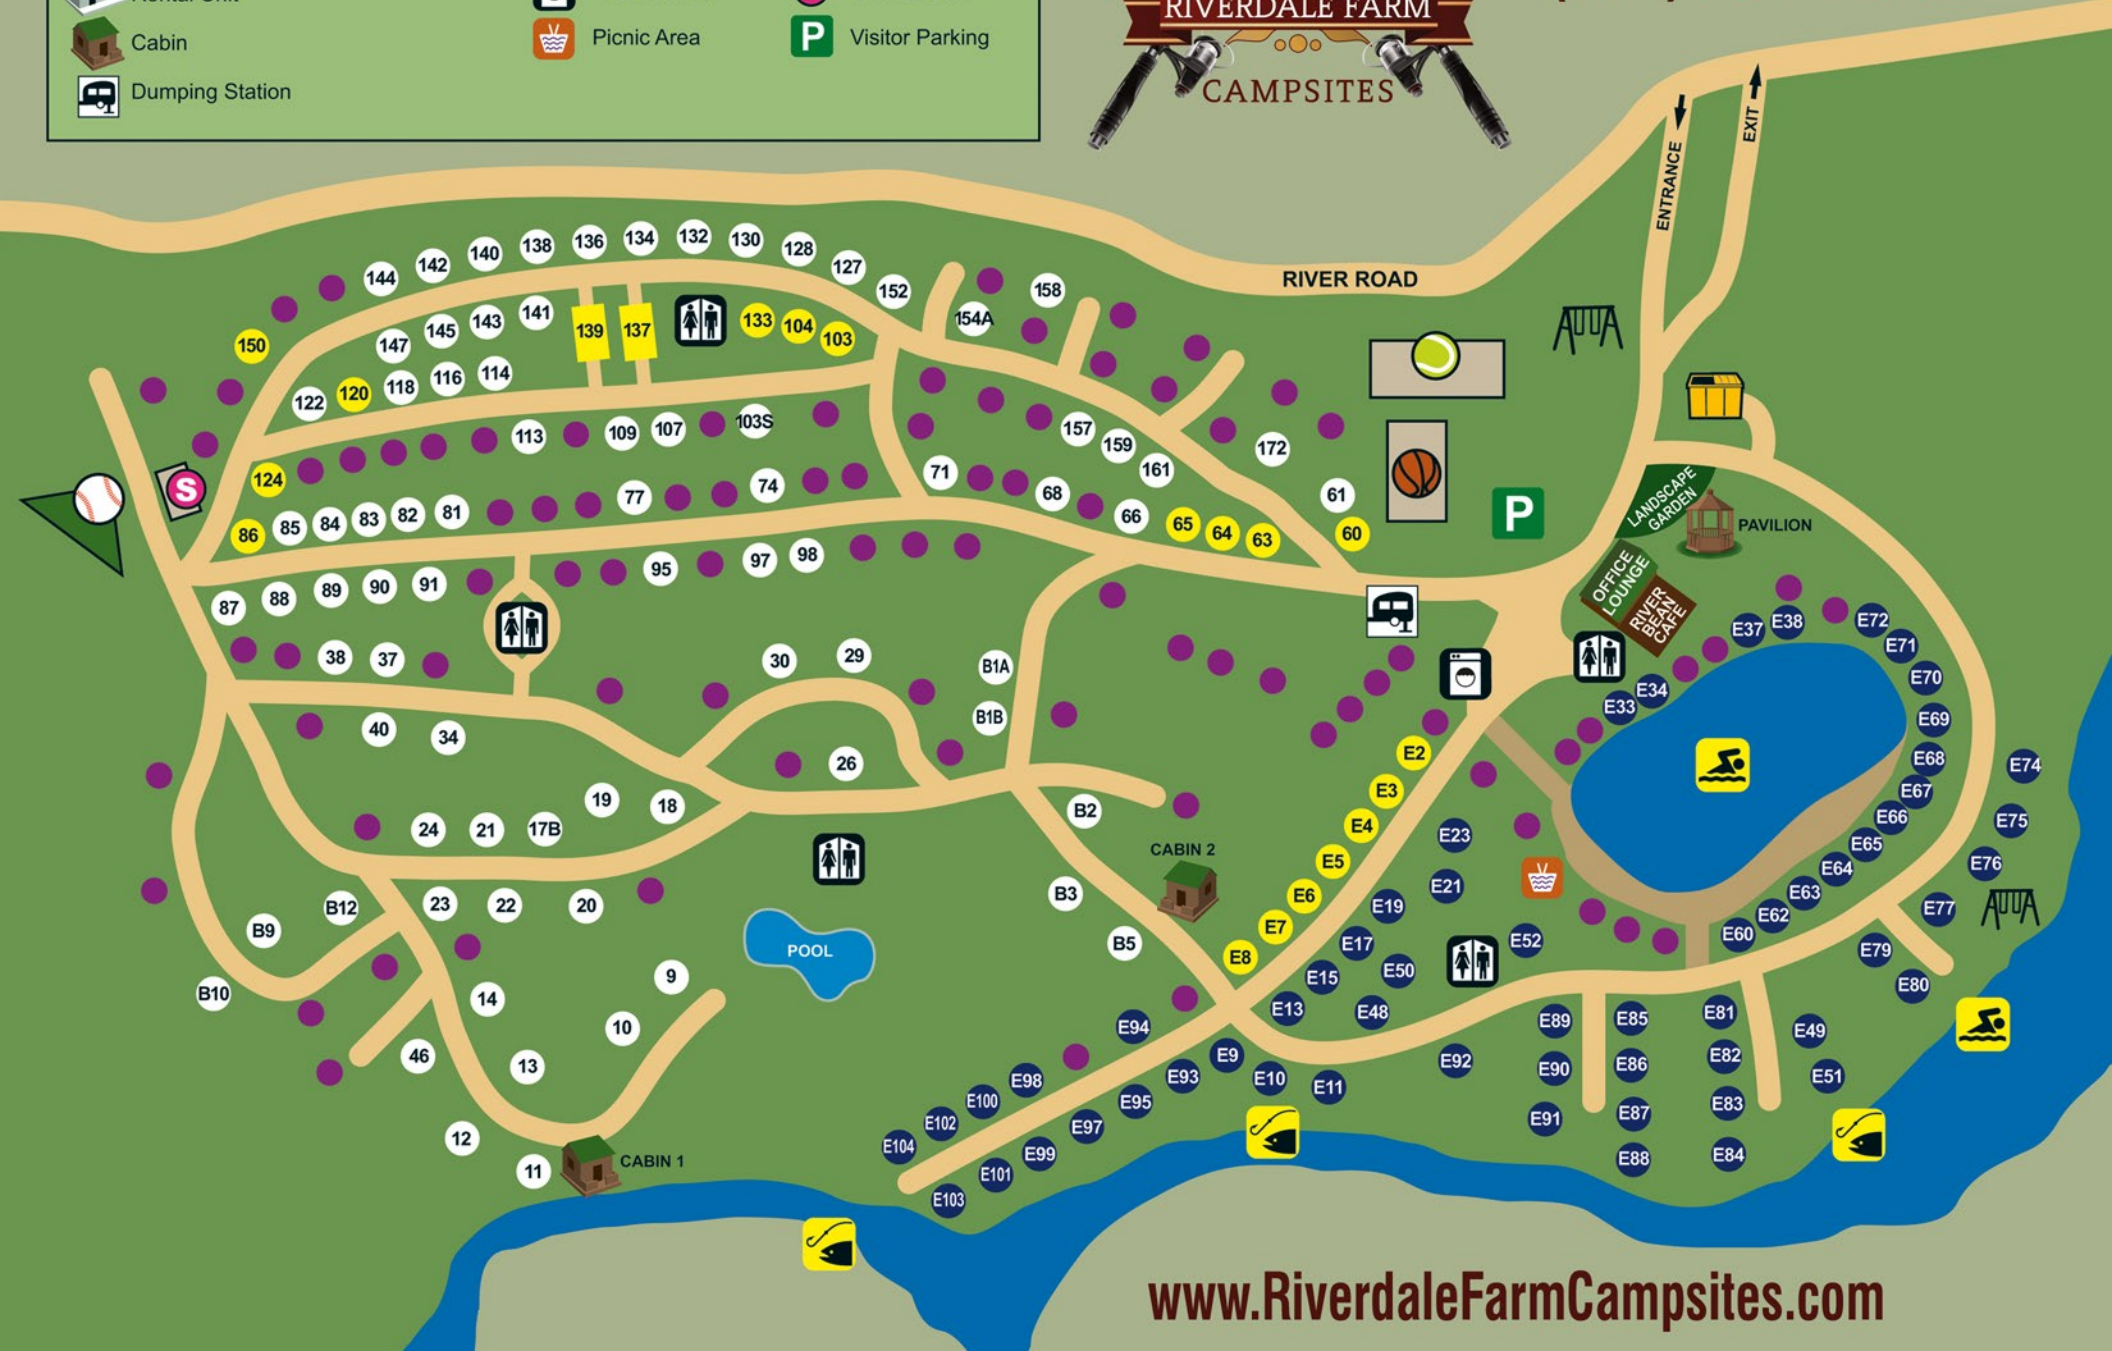 Rental Unit
Cabin
Dumping Station
Picnic Area
P Visitor Parking
RIVERDALE FARM
CAMPSITES
ENTRANCE
EXIT
RIVER ROAD
144 142 140 138 136 134 132 130 128 127 152
154A 158
150 147 145 143 141 139 137 133 104 103
122 120 118 116 114
113 109 107 103S
157 159 161 172
124
S
86 85 84 83 82 81 77 74 71 68 66 65 64 63 61 60
P
LANDSCAPE
GARDEN
PAVILION
OFFICE
LOUNGE
RIVER
BEAN
CAFE
87 88 89 90 91 95 97 98
38 37 30 29 B1A
B1B
40 34 26
24 21 17B 19 18
B2
CABIN 2
B3
B5
B9 B12 23 22 20
B10
POOL
14 9
10
46 13
12
11
CABIN 1
E37 E38 E72
E71
E34 E70
E33 E69
E68 E74
E67
E66 E75
E65
E64 E76
E63
E62 E77
E60 E79
E80
E2
E3
E4
E5
E6
E7
E8
E23
E21
E19
E17 E52
E15 E50
E13 E48
E94
E9
E98 E93 E10 E11 E92
E100 E95
E102 E97
E104 E99
E101
E103
E89 E85 E81 E49
E90 E86 E82 E51
E91 E87 E83
E88 E84
www.RiverdaleFarmCampsites.com